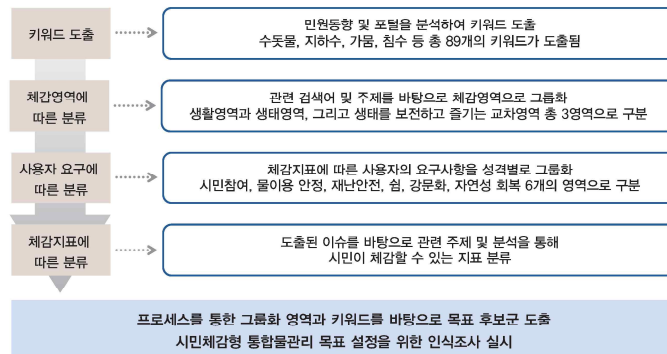 키워드 도출
민원동향 및 포털을 분석하여 키워드 도출
수돗물, 지하수, 가뭄, 침수 등 총 89개의 키워드가 도출됨
체감영역에
따른 분류
관련 검색어 및 주제를 바탕으로 체감영역으로 그룹화
생활영역과 생태영역, 그리고 생태를 보전하고 즐기는 교차영역 총 3영역으로 구분
사용자 요구에
따른 분류
체감지표에 따른 사용자의 요구사항을 성격별로 그룹화
시민참여, 물이용 안정, 재난안전, 쉼, 강문화, 자연성 회복 6개의 영역으로 구분
체감지표에
따른 분류
도출된 이슈를 바탕으로 관련 주제 및 분석을 통해
시민이 체감할 수 있는 지표 분류
프로세스를 통한 그룹화 영역과 키워드를 바탕으로 목표 후보군 도출
시민체감형 통합물관리 목표 설정을 위한 인식조사 실시